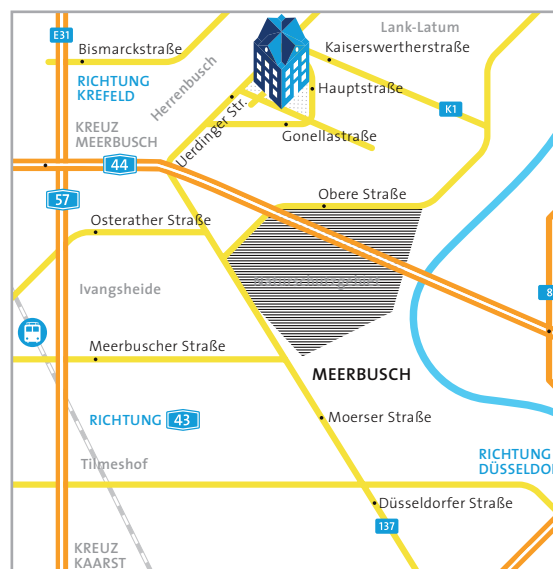 Lank-Latum
E31
Bismarckstraße
Kaiserswertherstraße
RICHTUNG
KREFELD
Herrenbusch
Hauptstraße
K1
KREUZ
MEERBUSCH
Uerdinger Str.
Gonellastraße
44
57
Obere Straße
Osterather Straße
Ivangsheide
8
Meerbuscher Straße
MEERBUSCH
RICHTUNG 43
Moerser Straße
Tilmeshof
RICHTUNG
DÜSSELDO
Düsseldorfer Straße
137
KREUZ
KAARST